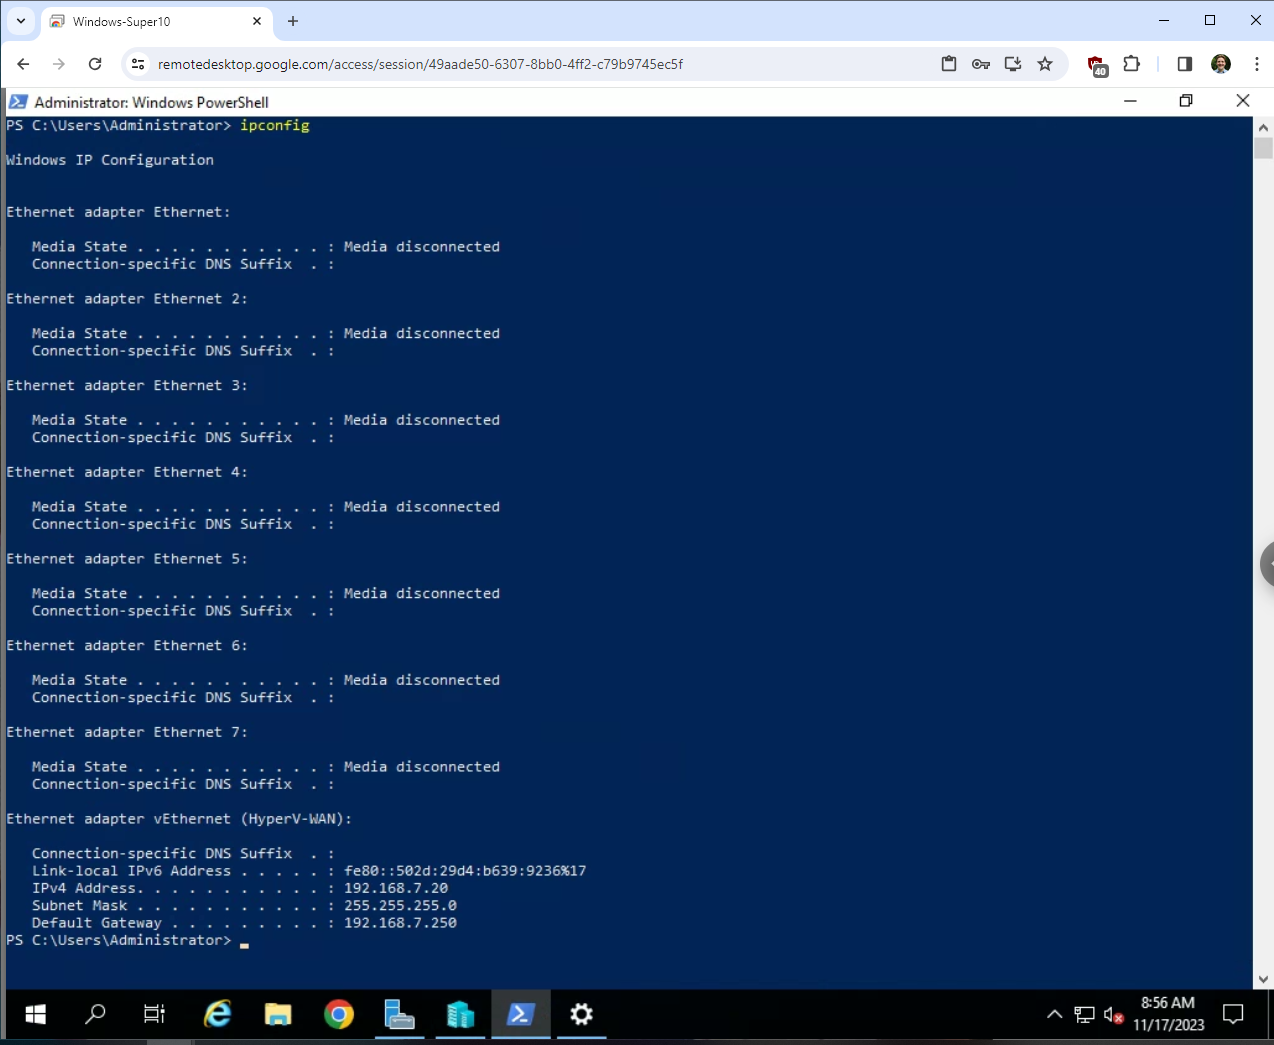 Windows-Super10
remotedesktop.google.com/access/session/49aade50-6307-8bb0-4ff2-c79b9745ec5f
40
Administrator: Windows PowerShell
PS C:\Users\Administrator> ipconfig
Windows IP Configuration
Ethernet adapter Ethernet:
Media State . . . . . . . . . . . : Media disconnected
Connection-specific DNS Suffix  . :
Ethernet adapter Ethernet 2:
Media State . . . . . . . . . . . : Media disconnected
Connection-specific DNS Suffix  . :
Ethernet adapter Ethernet 3:
Media State . . . . . . . . . . . : Media disconnected
Connection-specific DNS Suffix  . :
Ethernet adapter Ethernet 4:
Media State . . . . . . . . . . . : Media disconnected
Connection-specific DNS Suffix  . :
Ethernet adapter Ethernet 5:
Media State . . . . . . . . . . . : Media disconnected
Connection-specific DNS Suffix  . :
Ethernet adapter Ethernet 6:
Media State . . . . . . . . . . . : Media disconnected
Connection-specific DNS Suffix  . :
Ethernet adapter Ethernet 7:
Media State . . . . . . . . . . . : Media disconnected
Connection-specific DNS Suffix  . :
Ethernet adapter vEthernet (HyperV-WAN):
Connection-specific DNS Suffix  . :
Link-local IPv6 Address . . . . . : fe80::502d:29d4:b639:9236%17
IPv4 Address. . . . . . . . . . . : 192.168.7.20
Subnet Mask . . . . . . . . . . . : 255.255.255.0
Default Gateway . . . . . . . . . : 192.168.7.250
PS C:\Users\Administrator>
8:56 AM
11/17/2023